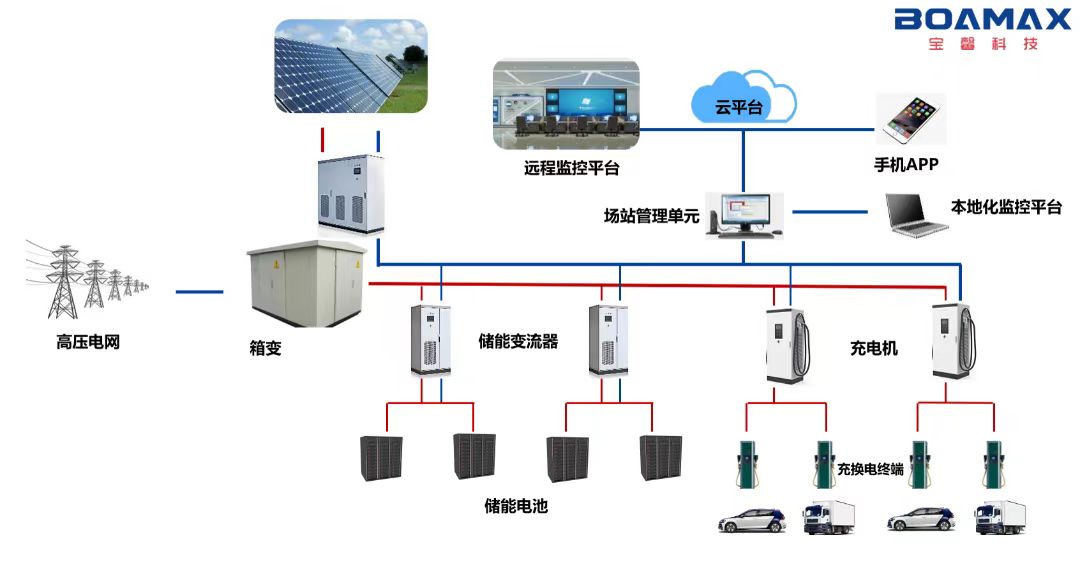 BOAMAX
宝馨科技
云平台
远程监控平台
手机APP
场站管理单元
本地化监控平台
高压电网
箱变
储能变流器
充电机
充换电终端
储能电池